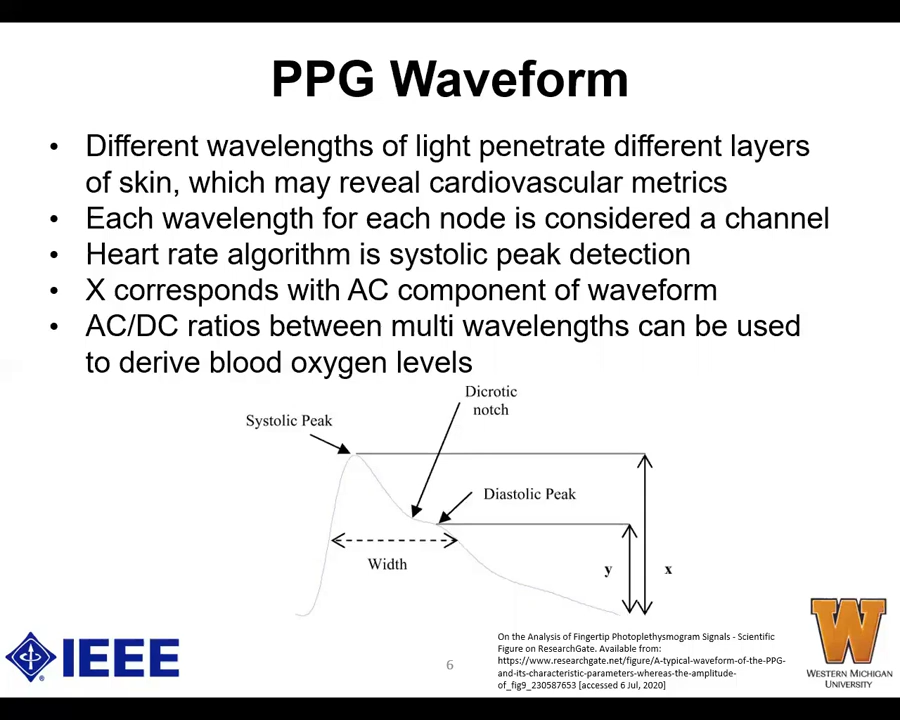 PPG Waveform
• Different wavelengths of light penetrate different layers
of skin, which may reveal cardiovascular metrics
• Each wavelength for each node is considered a channel
• Heart rate algorithm is systolic peak detection
• X corresponds with AC component of waveform
• AC/DC ratios between multi wavelengths can be used
to derive blood oxygen levels
Dicrotic
notch
Systolic Peak
Diastolic Peak
Width
y
x
IEEE
6
On the Analysis of Fingertip Photoplethysmogram Signals - Scientific
Figure on ResearchGate. Available from:
https://www.researchgate.net/figure/A-typical-waveform-of-the-PPG-
and-its-characteristic-parameters-whereas-the-amplitude-
of_fig9_230587653 [accessed 6 Jul, 2020]
W
WESTERN MICHIGAN
UNIVERSITY